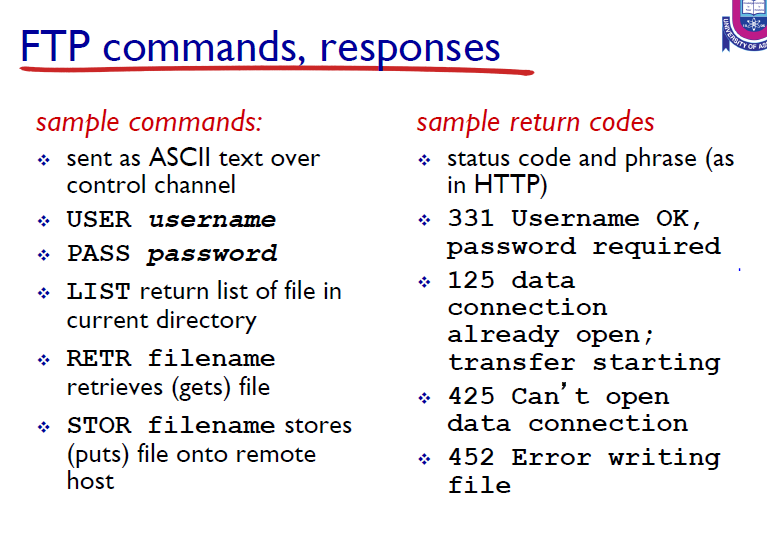 FTP commands, responses
UNIVERSITY OF
sample commands:
❖ sent as ASCII text over
control channel
❖ USER username
❖ PASS password
❖ LIST return list of file in
current directory
❖ RETR filename
retrieves (gets) file
❖ STOR filename stores
(puts) file onto remote
host
sample return codes
❖ status code and phrase (as
in HTTP)
❖ 331 Username OK,
password required
❖ 125 data
connection
already open;
transfer starting
❖ 425 Can’t open
data connection
❖ 452 Error writing
file